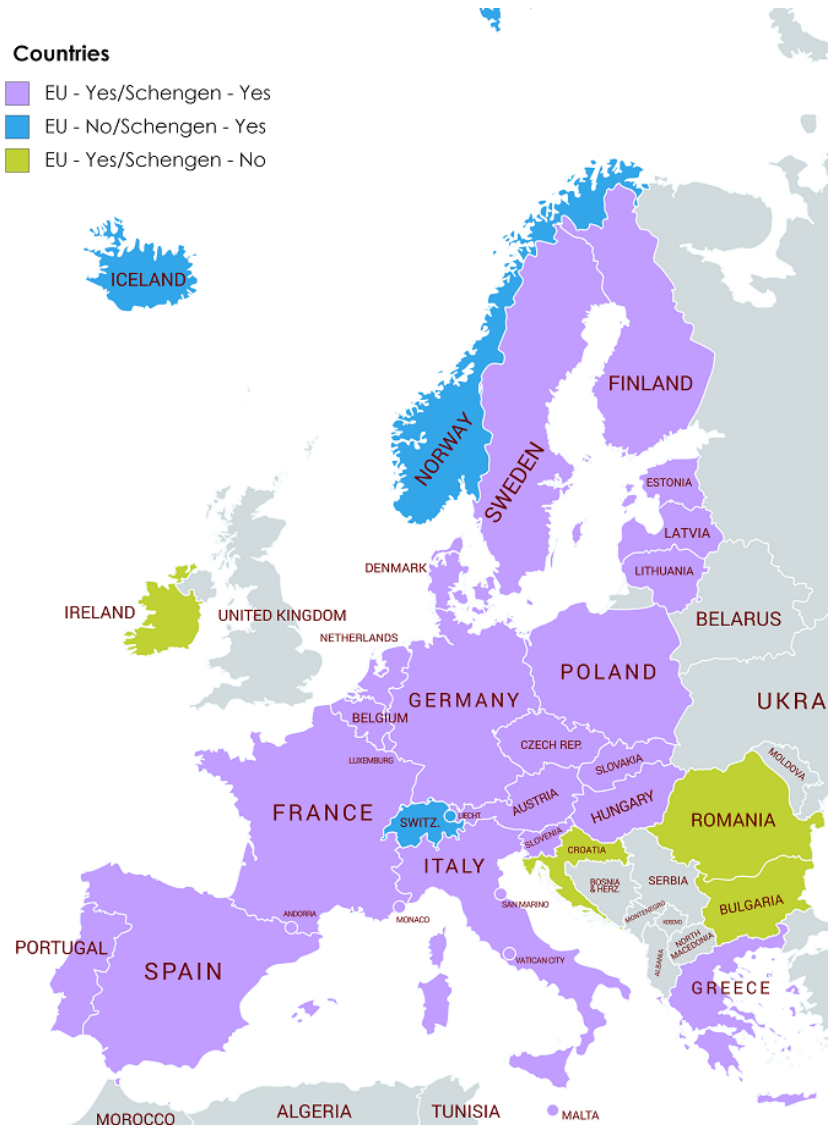 Countries
EU - Yes/Schengen - Yes
EU - No/Schengen - Yes
EU - Yes/Schengen - No
ICELAND
NORWAY
SWEDEN
FINLAND
ESTONIA
LATVIA
LITHUANIA
DENMARK
IRELAND
UNITED KINGDOM
NETHERLANDS
BELARUS
POLAND
GERMANY
UKRA
BELGIUM
CZECH REP.
LUXEMBURG
SLOVAKIA
MOLDOVA
AUSTRIA
HUNGARY
FRANCE
SWITZ.
LIECHT
ROMANIA
SLOVENIA
CROATIA
ITALY
BOSNIA
& HERZ.
SERBIA
SAN MARINO
MONTENEGRO
KOSOVO
BULGARIA
ANDORRA
MONACO
PORTUGAL
SPAIN
VATICAN CITY
ALBANIA
NORTH
MACEDONIA
GREECE
MOROCCO
ALGERIA
TUNISIA
MALTA